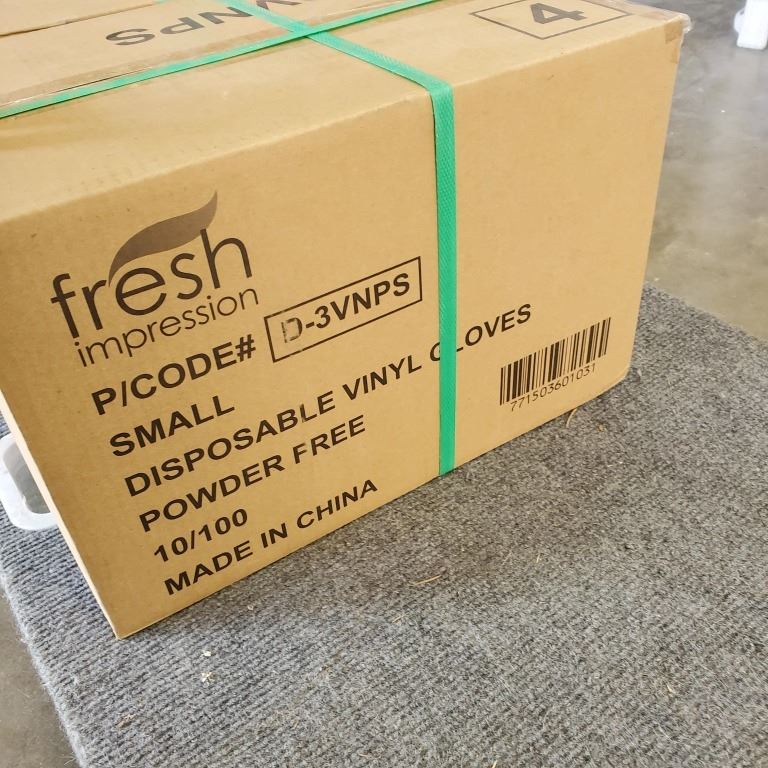 VNPS
4
fresh
impression
P/CODE# D-3VNPS
SMALL
DISPOSABLE VINYL GLOVES
POWDER FREE
10/100
MADE IN CHINA
771503601031